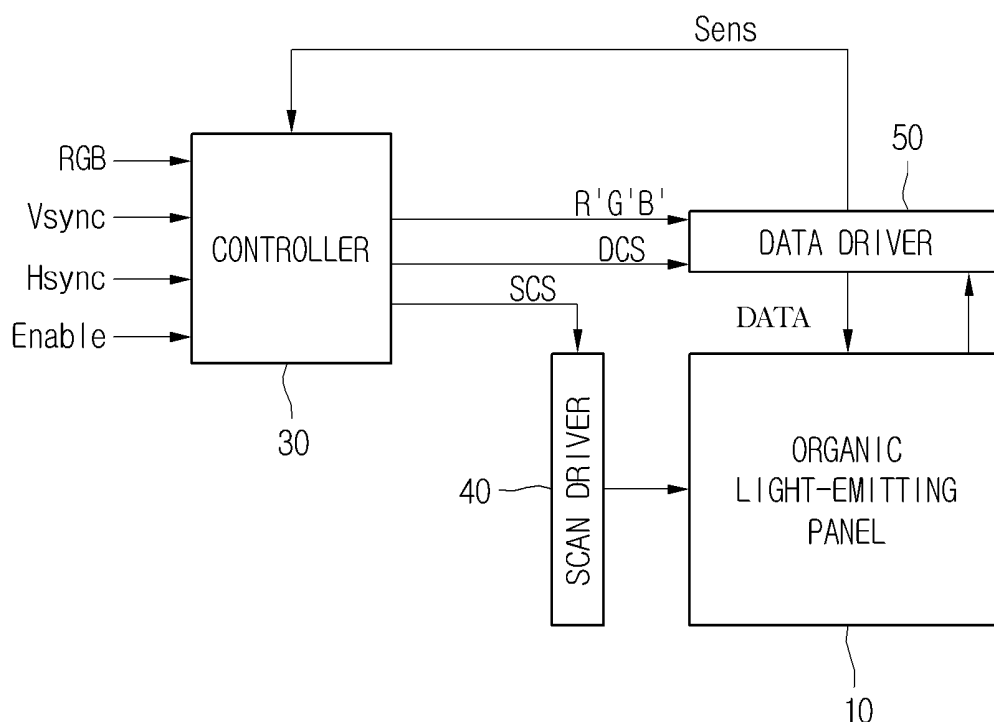 Sens
50
RGB
Vsync
Hsync
Enable
CONTROLLER
R'G'B'
DCS
SCS
DATA DRIVER
DATA
30
40
SCAN DRIVER
ORGANIC
LIGHT-EMITTING
PANEL
10